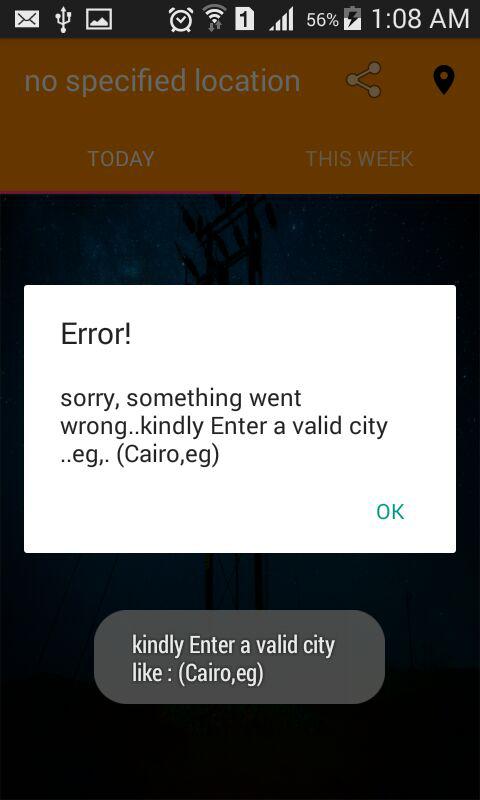 1 56% 1:08 AM
no specified location
TODAY THIS WEEK
Error!
sorry, something went
wrong..kindly Enter a valid city
..eg,. (Cairo,eg)
OK
kindly Enter a valid city
like : (Cairo,eg)